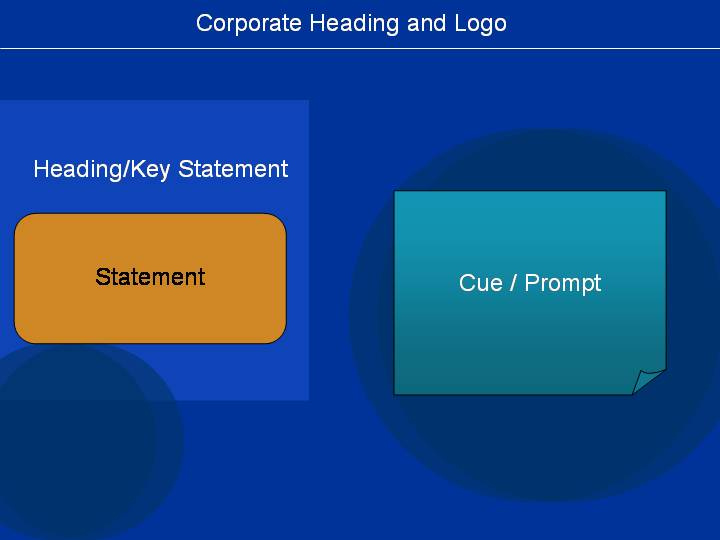 Corporate Heading and Logo
Heading/Key Statement
Statement
Cue / Prompt